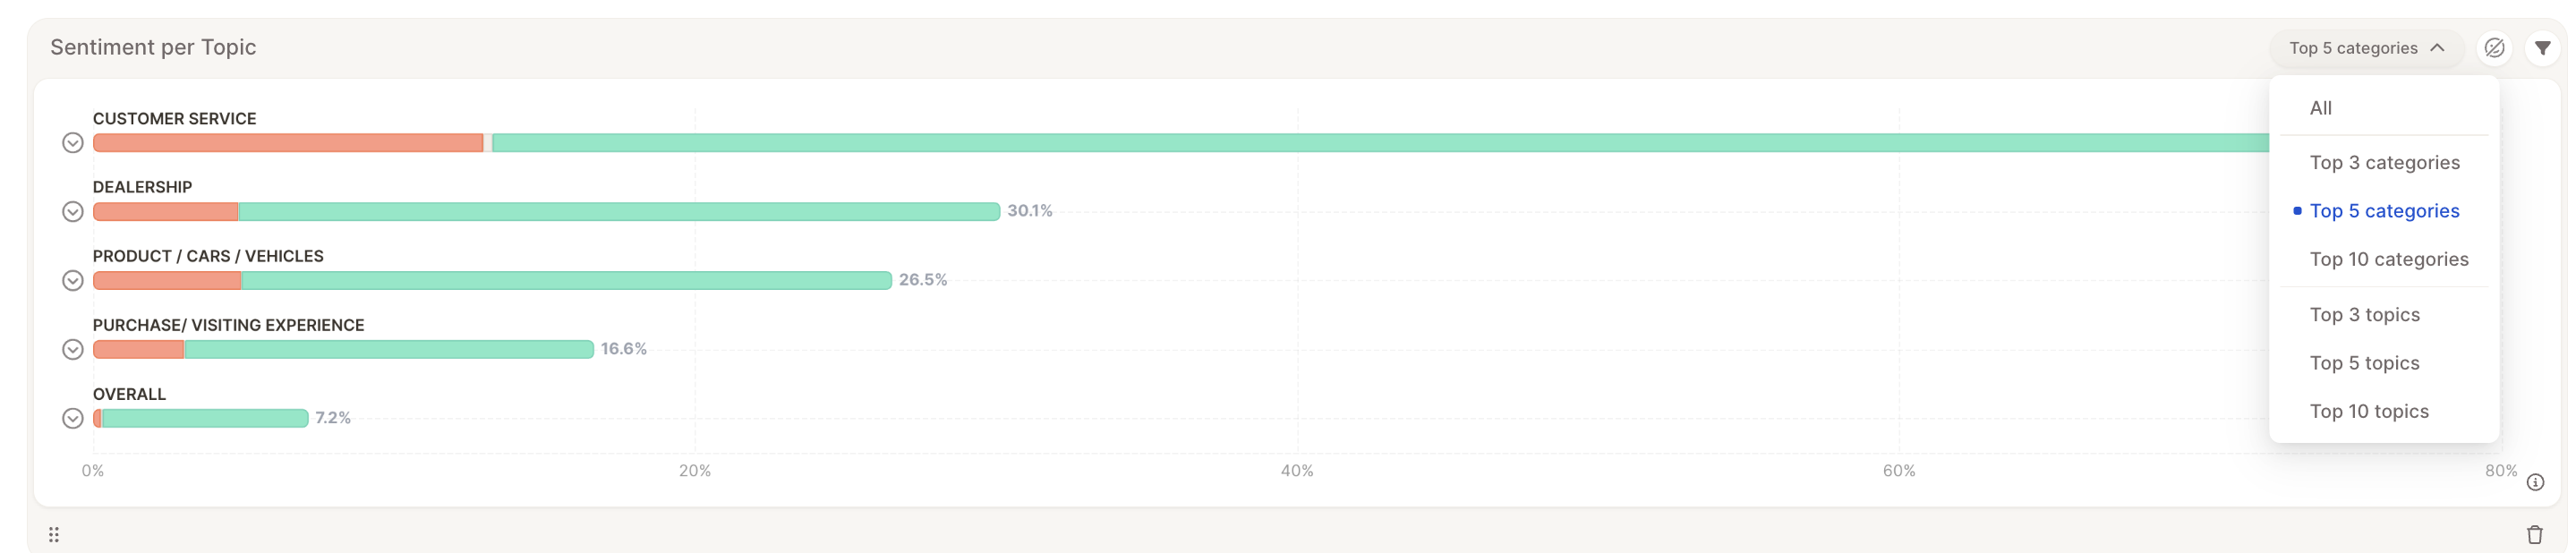 Sentiment per Topic
Top 5 categories
All
Top 3 categories
Top 5 categories
Top 10 categories
Top 3 topics
Top 5 topics
Top 10 topics
CUSTOMER SERVICE
DEALERSHIP
30.1%
PRODUCT / CARS / VEHICLES
26.5%
PURCHASE/ VISITING EXPERIENCE
16.6%
OVERALL
7.2%
0%
20%
40%
60%
80%